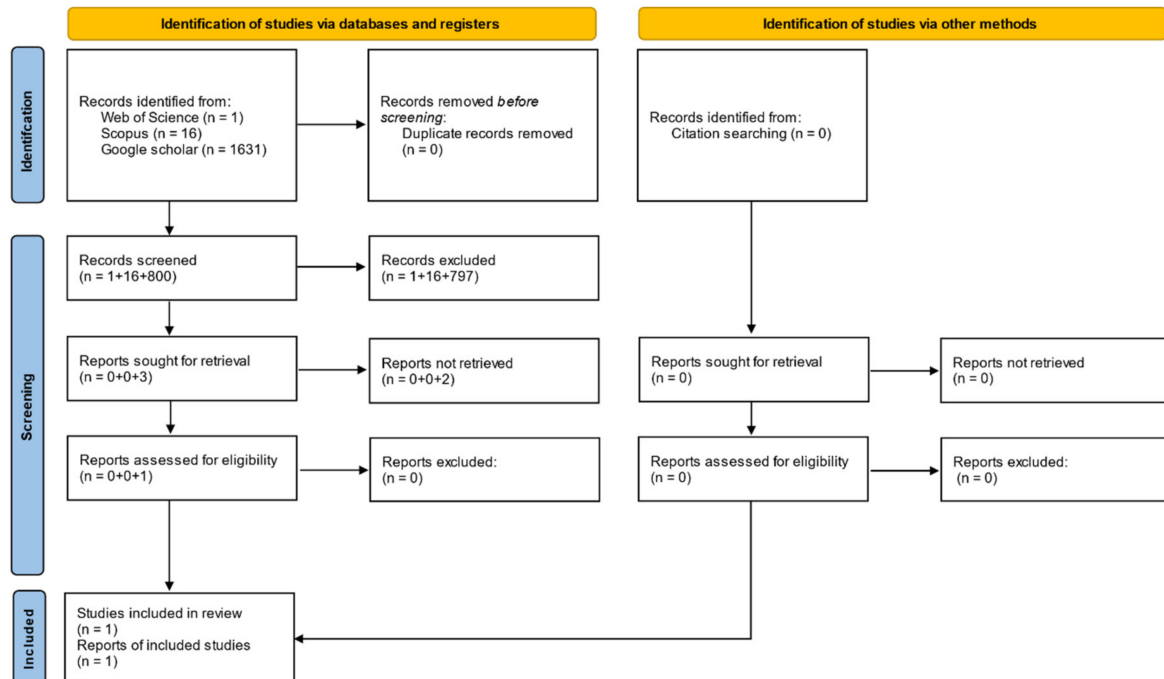 Identification of studies via databases and registers
Identification of studies via other methods
Identifcation
Records identified from:
Web of Science (n = 1)
Scopus (n = 16)
Google scholar (n = 1631)
Records removed before
screening:
Duplicate records removed
(n = 0)
Records identified from:
Citation searching (n = 0)
Screening
Records screened
(n = 1+16+800)
Records excluded
(n = 1+16+797)
Reports sought for retrieval
(n = 0+0+3)
Reports not retrieved
(n = 0+0+2)
Reports sought for retrieval
(n = 0)
Reports not retrieved
(n = 0)
Reports assessed for eligibility
(n = 0+0+1)
Reports excluded:
(n = 0)
Reports assessed for eligibility
(n = 0)
Reports excluded:
(n = 0)
Included
Studies included in review
(n = 1)
Reports of included studies
(n = 1)